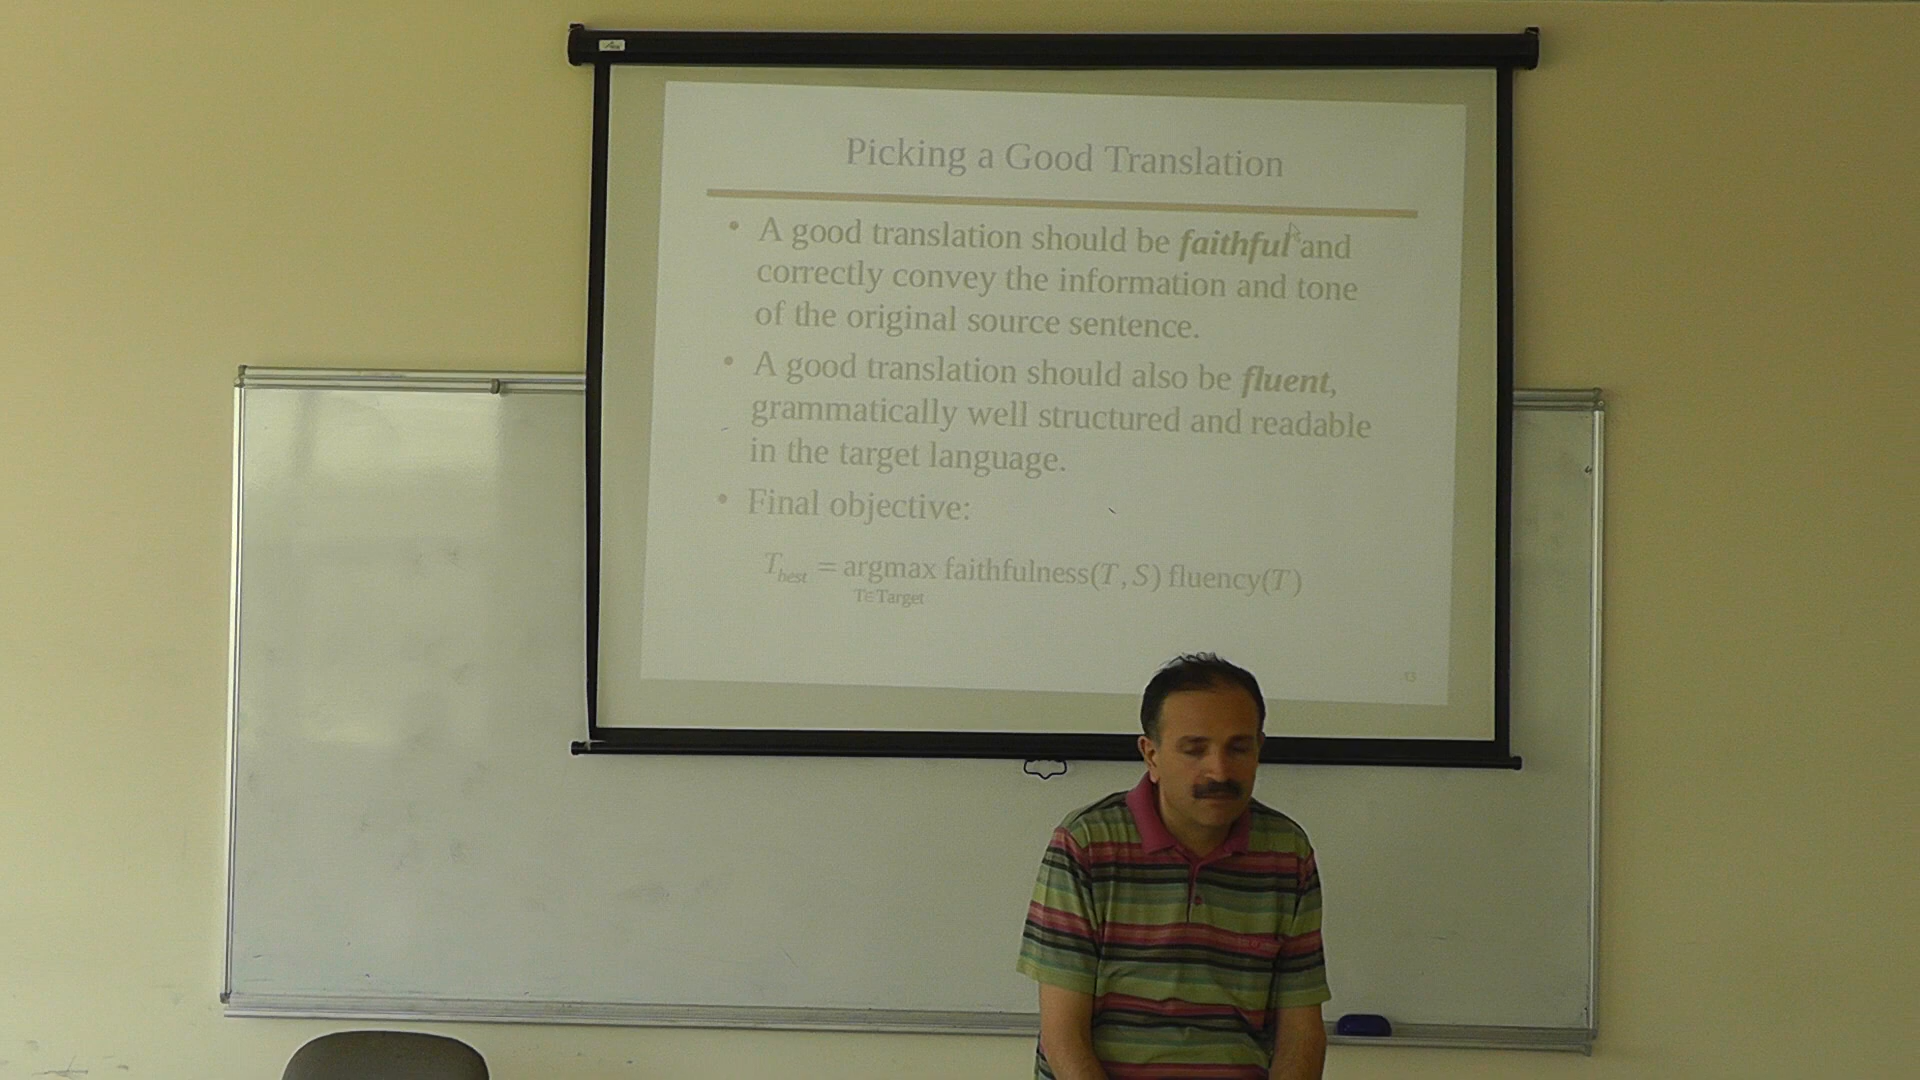 Picking a Good Translation
• A good translation should be faithful and
correctly convey the information and tone
of the original source sentence.
• A good translation should also be fluent,
grammatically well structured and readable
in the target language.
• Final objective:
T_best = argmax faithfulness(T, S) fluency(T)
T∈Target
13